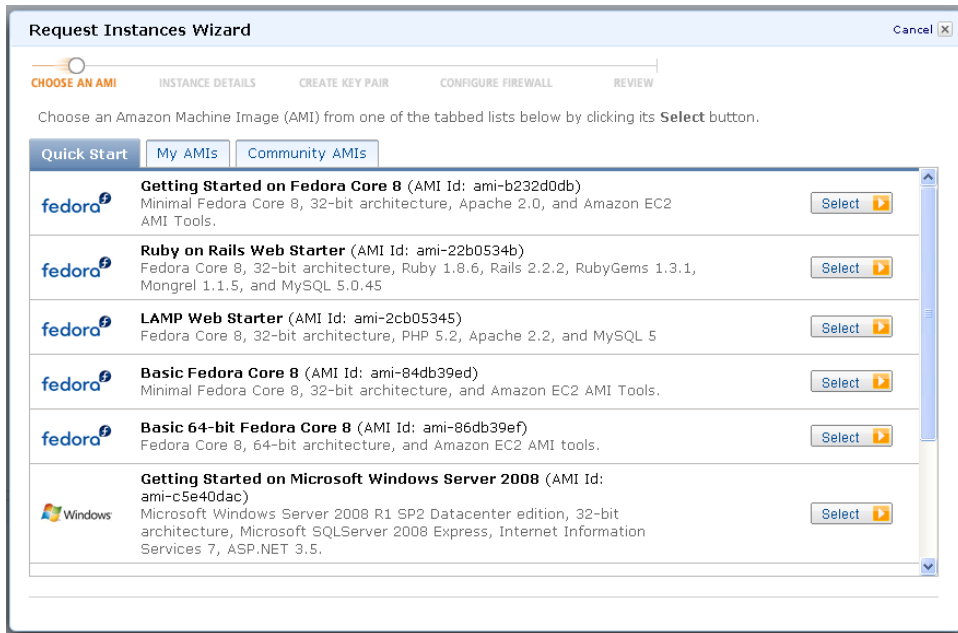 Request Instances Wizard
Cancel
CHOOSE AN AMI INSTANCE DETAILS CREATE KEY PAIR CONFIGURE FIREWALL REVIEW
Choose an Amazon Machine Image (AMI) from one of the tabbed lists below by clicking its Select button.
Quick Start My AMIs Community AMIs
fedora
Getting Started on Fedora Core 8 (AMI Id: ami-b232d0db)
Minimal Fedora Core 8, 32-bit architecture, Apache 2.0, and Amazon EC2
AMI Tools.
Select
fedora
Ruby on Rails Web Starter (AMI Id: ami-22b0534b)
Fedora Core 8, 32-bit architecture, Ruby 1.8.6, Rails 2.2.2, RubyGems 1.3.1,
Mongrel 1.1.5, and MySQL 5.0.45
Select
fedora
LAMP Web Starter (AMI Id: ami-2cb05345)
Fedora Core 8, 32-bit architecture, PHP 5.2, Apache 2.2, and MySQL 5
Select
fedora
Basic Fedora Core 8 (AMI Id: ami-84db39ed)
Minimal Fedora Core 8, 32-bit architecture, and Amazon EC2 AMI Tools.
Select
fedora
Basic 64-bit Fedora Core 8 (AMI Id: ami-86db39ef)
Fedora Core 8, 64-bit architecture, and Amazon EC2 AMI tools.
Select
Windows
Getting Started on Microsoft Windows Server 2008 (AMI Id:
ami-c5e40dac)
Microsoft Windows Server 2008 R1 SP2 Datacenter edition, 32-bit
architecture, Microsoft SQLServer 2008 Express, Internet Information
Services 7, ASP.NET 3.5.
Select